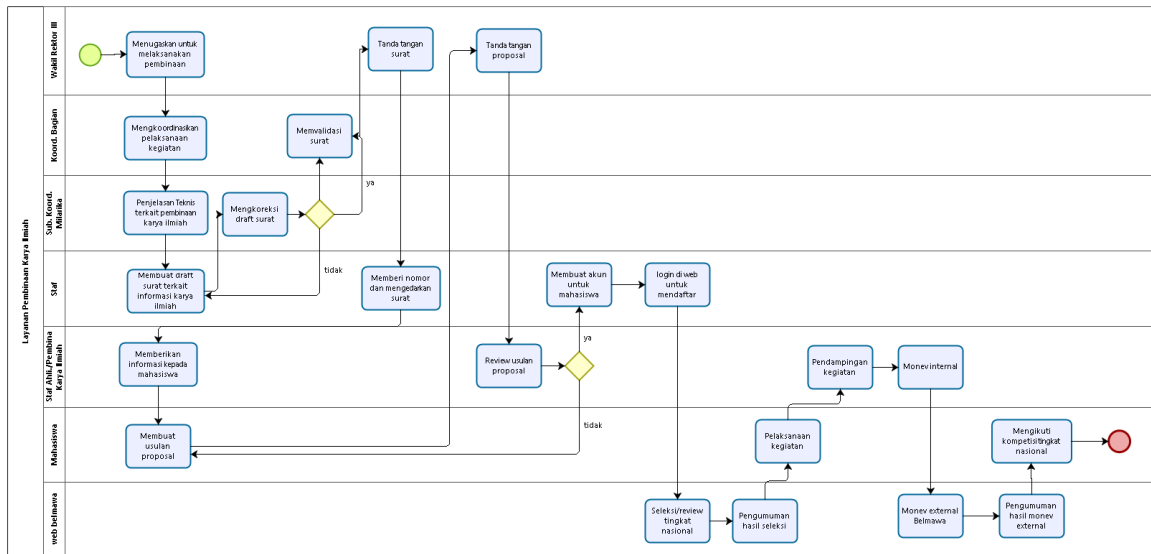 Layanan Pembinaan Karya Ilmiah
Wakil Rektor III
Menugaskan untuk
melaksanakan
pembinaan
Tanda tangan
surat
Tanda tangan
proposal
Koord. Bagian
Mengkoordinasikan
pelaksanaan
kegiatan
Memvalidasi
surat
ya
Sub. Koord.
Milatika
Penjelasan Teknis
terkait pembinaan
karya ilmiah
Mengkoreksi
draft surat
tidak
Staf
Membuat draft
surat terkait
informasi karya
ilmiah
Memberi nomor
dan mengedarkan
surat
Membuat akun
untuk
mahasiswa
login di web
untuk
mendaftar
Staf Ahli./Pembina
Karya Ilmiah
Memberikan
informasi kepada
mahasiswa
Review usulan
proposal
ya
Pendampingan
kegiatan
Monev internal
Mahasiswa
Membuat
usulan
proposal
tidak
Pelaksanaan
kegiatan
Mengikuti
kompetisi tingkat
nasional
web belmawa
Seleksi/review
tingkat
nasional
Pengumuman
hasil seleksi
Monev external
Belmawa
Pengumuman
hasil monev
external